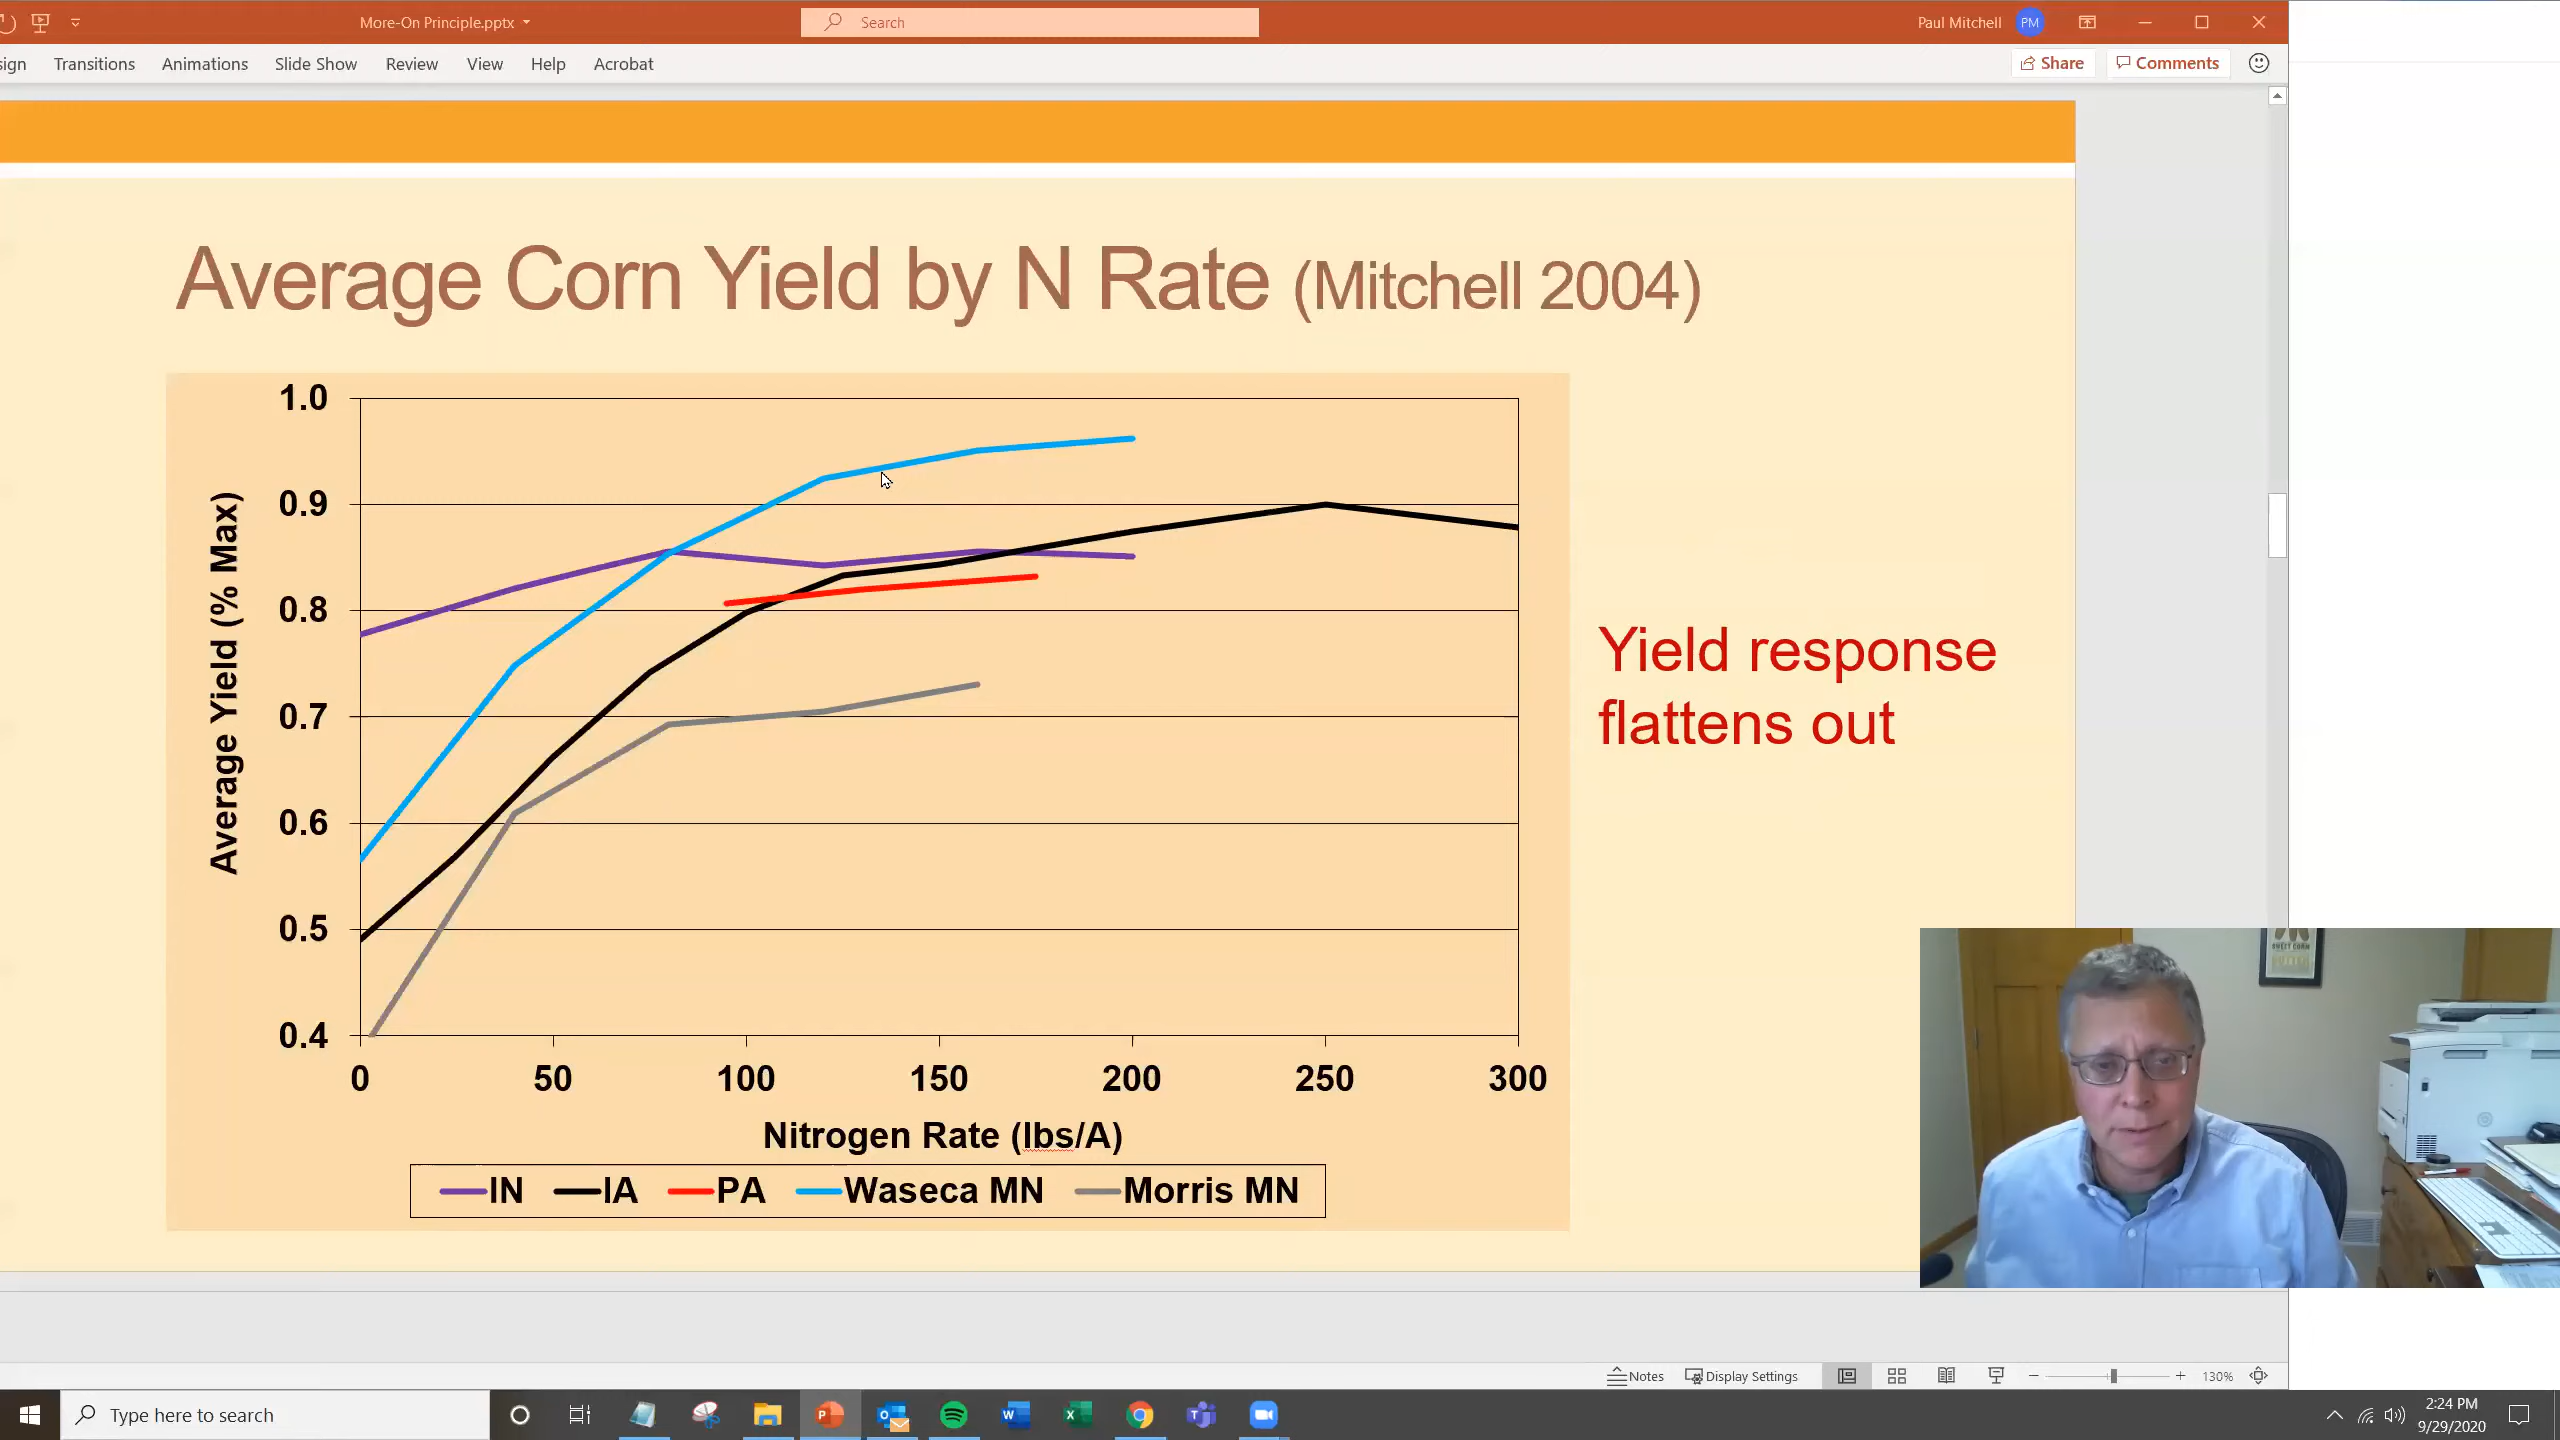 More-On Principle.pptx
Search
Paul Mitchell
PM
sign Transitions Animations Slide Show Review View Help Acrobat
Share
Comments
Average Corn Yield by N Rate (Mitchell 2004)
Average Yield (% Max)
1.0
0.9
0.8
0.7
0.6
0.5
0.4
0 50 100 150 200 250 300
Nitrogen Rate (lbs/A)
IN IA PA Waseca MN Morris MN
Yield response
flattens out
Notes Display Settings 130%
Type here to search
2:24 PM
9/29/2020